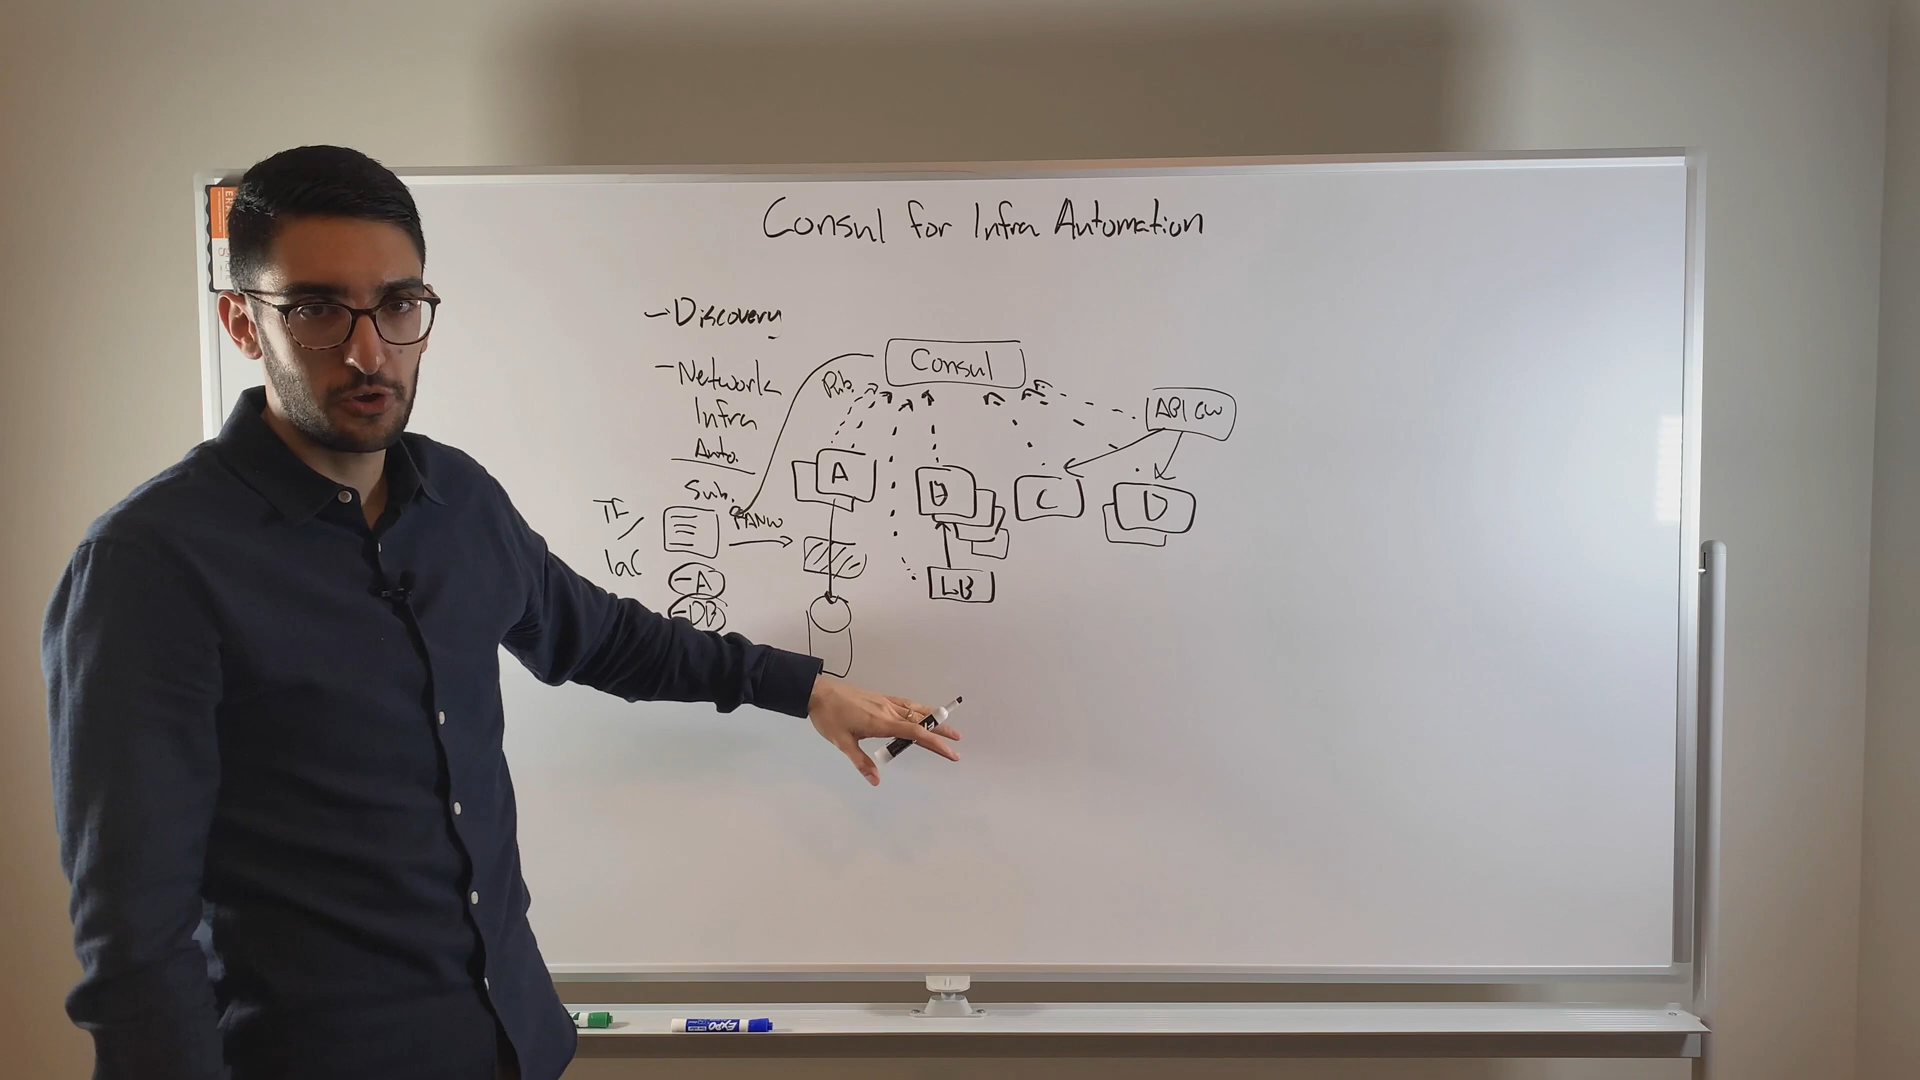 Consul for Infra Automation
- Discovery
- Network
Infra
Auto.
Consul
Pub.
API GW
A
B
C
D
Sub.
TF/
IaC
PANW
LB
-A
-DB
EXPO